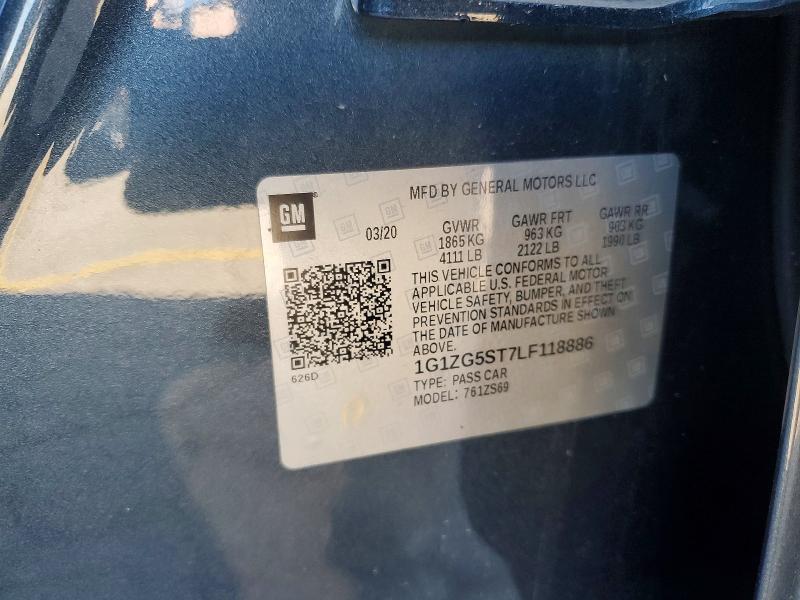 GM
MFD BY GENERAL MOTORS LLC
03/20
GVWR GAWR FRT GAWR RR
1865 KG 963 KG 903 KG
4111 LB 2122 LB 1990 LB
THIS VEHICLE CONFORMS TO ALL
APPLICABLE U.S. FEDERAL MOTOR
VEHICLE SAFETY, BUMPER, AND THEFT
PREVENTION STANDARDS IN EFFECT ON
THE DATE OF MANUFACTURE SHOWN
ABOVE.
1G1ZG5ST7LF118886
TYPE: PASS CAR
MODEL: 761ZS69
626D